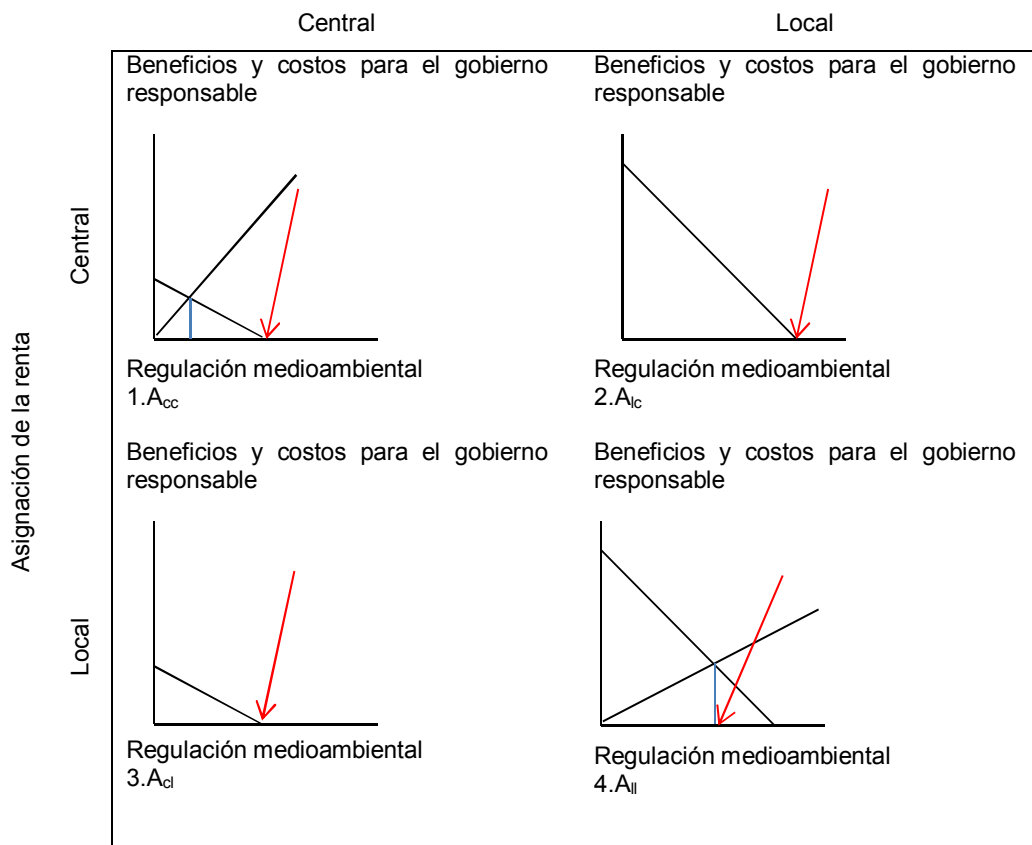 Central
Local
Asignación de la renta
Central
Beneficios y costos para el gobierno
responsable
Regulación medioambiental
1.Acc
Beneficios y costos para el gobierno
responsable
Regulación medioambiental
2.Alc
Local
Beneficios y costos para el gobierno
responsable
Regulación medioambiental
3.Acl
Beneficios y costos para el gobierno
responsable
Regulación medioambiental
4.All